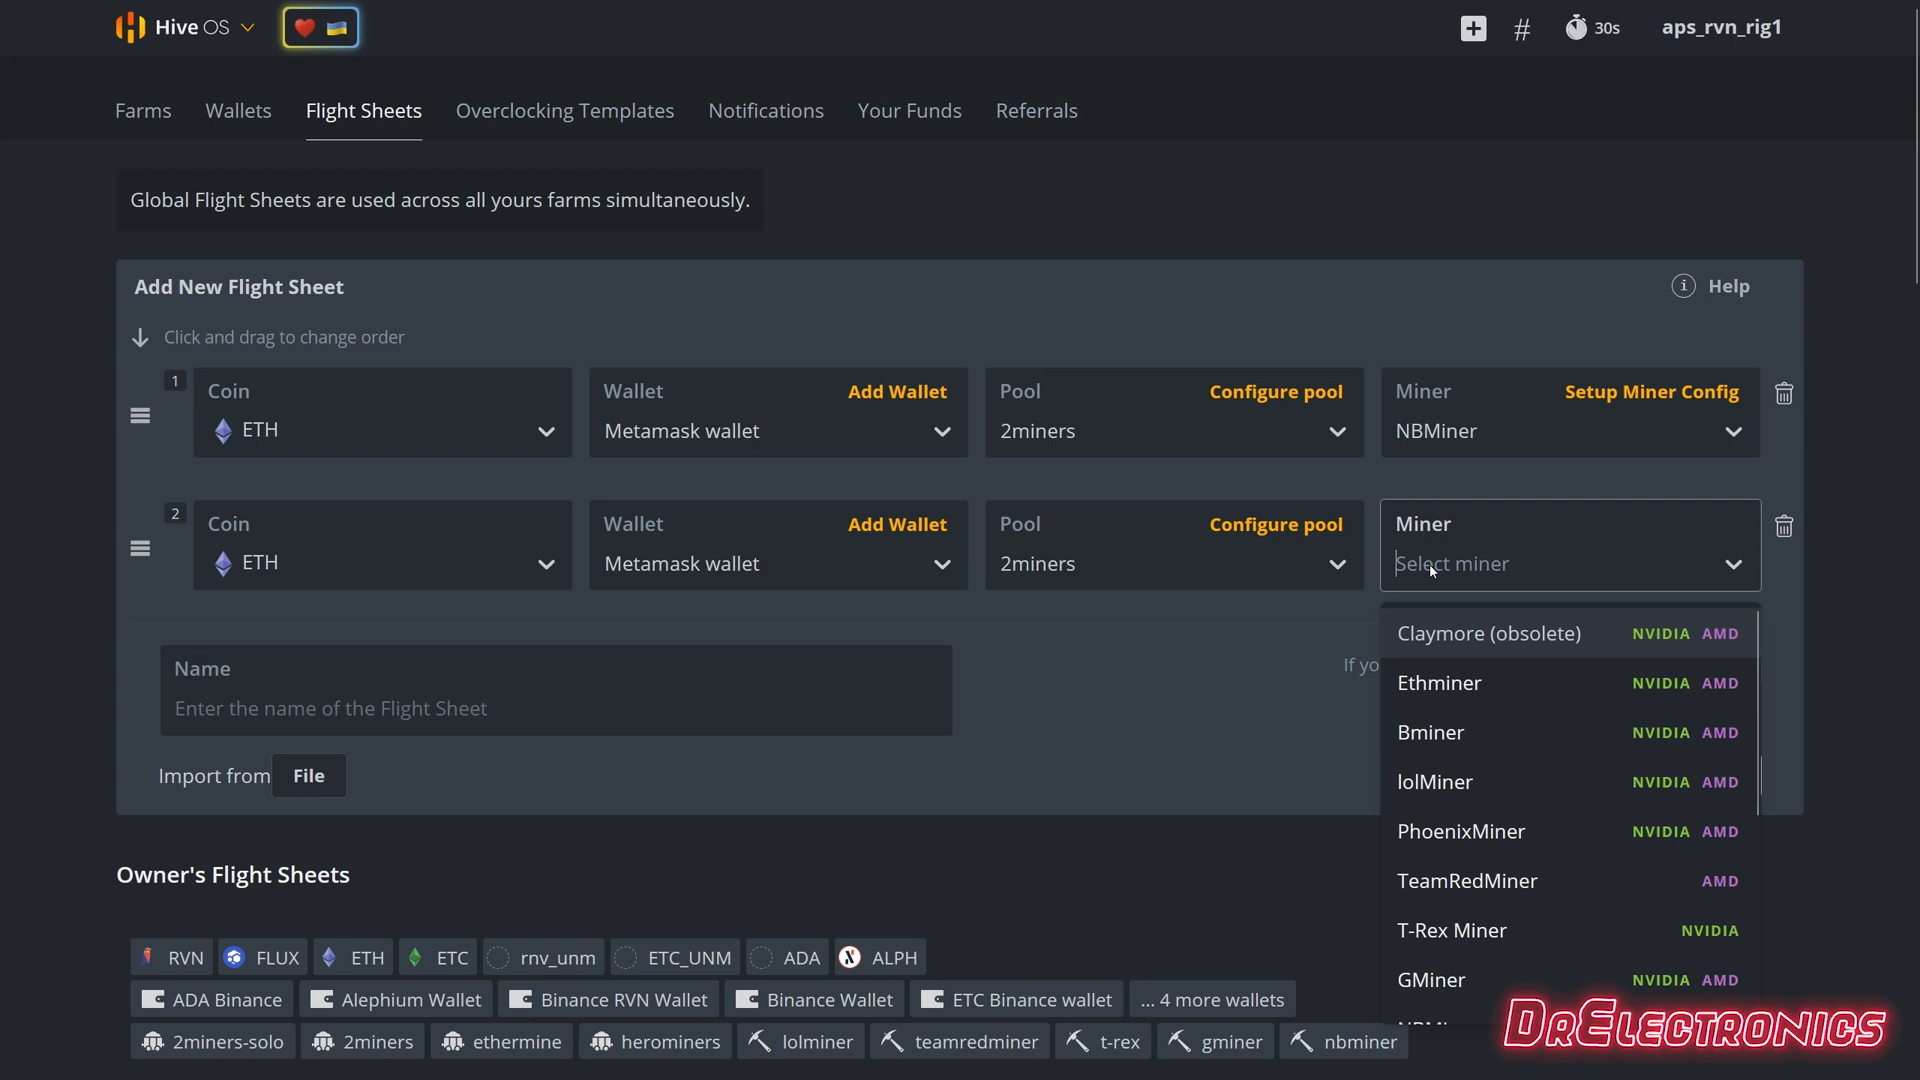 Hive OS
30s
aps_rvn_rig1
Farms
Wallets
Flight Sheets
Overclocking Templates
Notifications
Your Funds
Referrals
Global Flight Sheets are used across all yours farms simultaneously.
Add New Flight Sheet
Help
Click and drag to change order
1
Coin
ETH
Wallet
Add Wallet
Metamask wallet
Pool
Configure pool
2miners
Miner
Setup Miner Config
NBMiner
2
Coin
ETH
Wallet
Add Wallet
Metamask wallet
Pool
Configure pool
2miners
Miner
Select miner
Claymore (obsolete) NVIDIA AMD
Ethminer NVIDIA AMD
Bminer NVIDIA AMD
lolMiner NVIDIA AMD
PhoenixMiner NVIDIA AMD
TeamRedMiner AMD
T-Rex Miner NVIDIA
GMiner NVIDIA AMD
Name
Enter the name of the Flight Sheet
If yo
Import from File
Owner's Flight Sheets
RVN FLUX ETH ETC rnv_unm ETC_UNM ADA ALPH
ADA Binance Alephium Wallet Binance RVN Wallet Binance Wallet ETC Binance wallet ... 4 more wallets
2miners-solo 2miners ethermine herominers lolminer teamredminer t-rex gminer nbminer
DRELECTRONICS